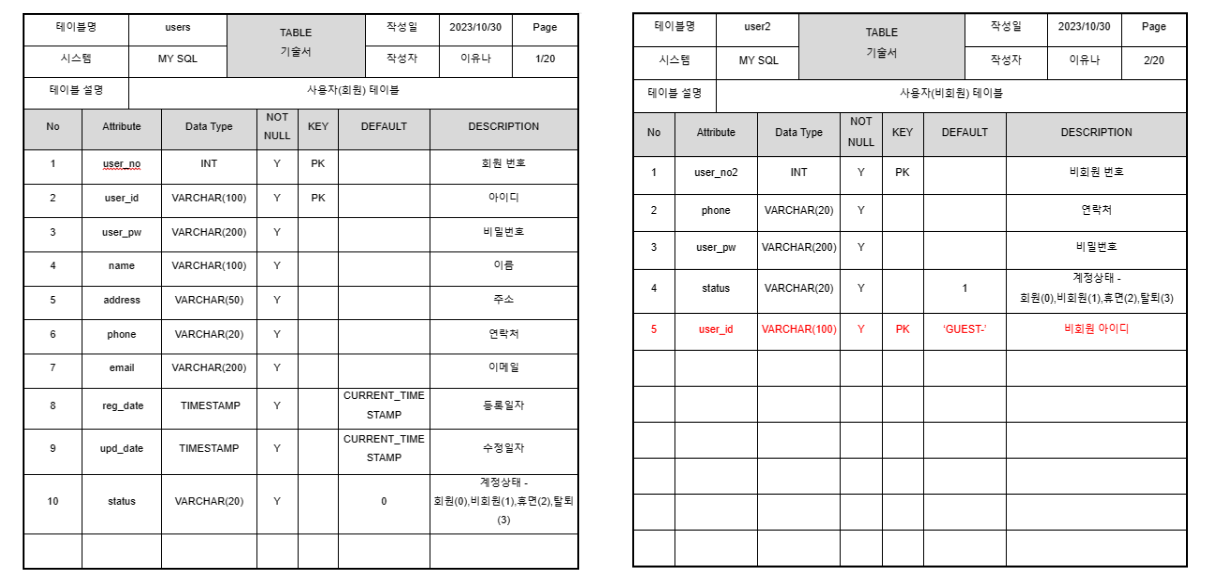 테이블명 users TABLE 기술서 작성일 2023/10/30 Page
시스템 MY SQL 작성자 이유나 1/20
테이블 설명 사용자(회원) 테이블
No Attribute Data Type NOT NULL KEY DEFAULT DESCRIPTION
1 user_no INT Y PK 회원 번호
2 user_id VARCHAR(100) Y PK 아이디
3 user_pw VARCHAR(200) Y 비밀번호
4 name VARCHAR(100) Y 이름
5 address VARCHAR(50) Y 주소
6 phone VARCHAR(20) Y 연락처
7 email VARCHAR(200) Y 이메일
8 reg_date TIMESTAMP Y CURRENT_TIME STAMP 등록일자
9 upd_date TIMESTAMP Y CURRENT_TIME STAMP 수정일자
10 status VARCHAR(20) Y 0 계정상태 - 회원(0),비회원(1),휴면(2),탈퇴(3)
테이블명 user2 TABLE 기술서 작성일 2023/10/30 Page
시스템 MY SQL 작성자 이유나 2/20
테이블 설명 사용자(비회원) 테이블
No Attribute Data Type NOT NULL KEY DEFAULT DESCRIPTION
1 user_no2 INT Y PK 비회원 번호
2 phone VARCHAR(20) Y 연락처
3 user_pw VARCHAR(200) Y 비밀번호
4 status VARCHAR(20) Y 1 계정상태 - 회원(0),비회원(1),휴면(2),탈퇴(3)
5 user_id VARCHAR(100) Y PK 'GUEST-' 비회원 아이디